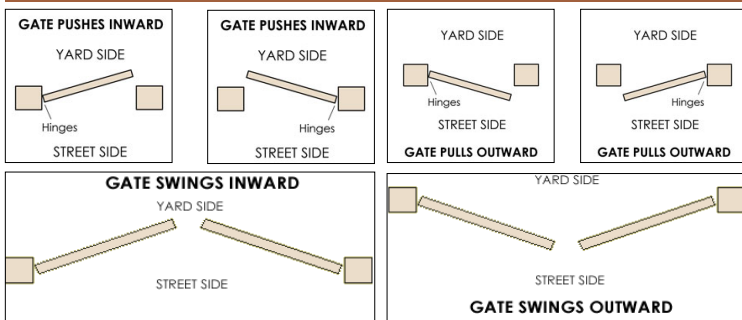 GATE PUSHES INWARD
YARD SIDE
Hinges
STREET SIDE
GATE PUSHES INWARD
YARD SIDE
Hinges
STREET SIDE
YARD SIDE
Hinges
STREET SIDE
GATE PULLS OUTWARD
YARD SIDE
Hinges
STREET SIDE
GATE PULLS OUTWARD
GATE SWINGS INWARD
YARD SIDE
STREET SIDE
YARD SIDE
STREET SIDE
GATE SWINGS OUTWARD